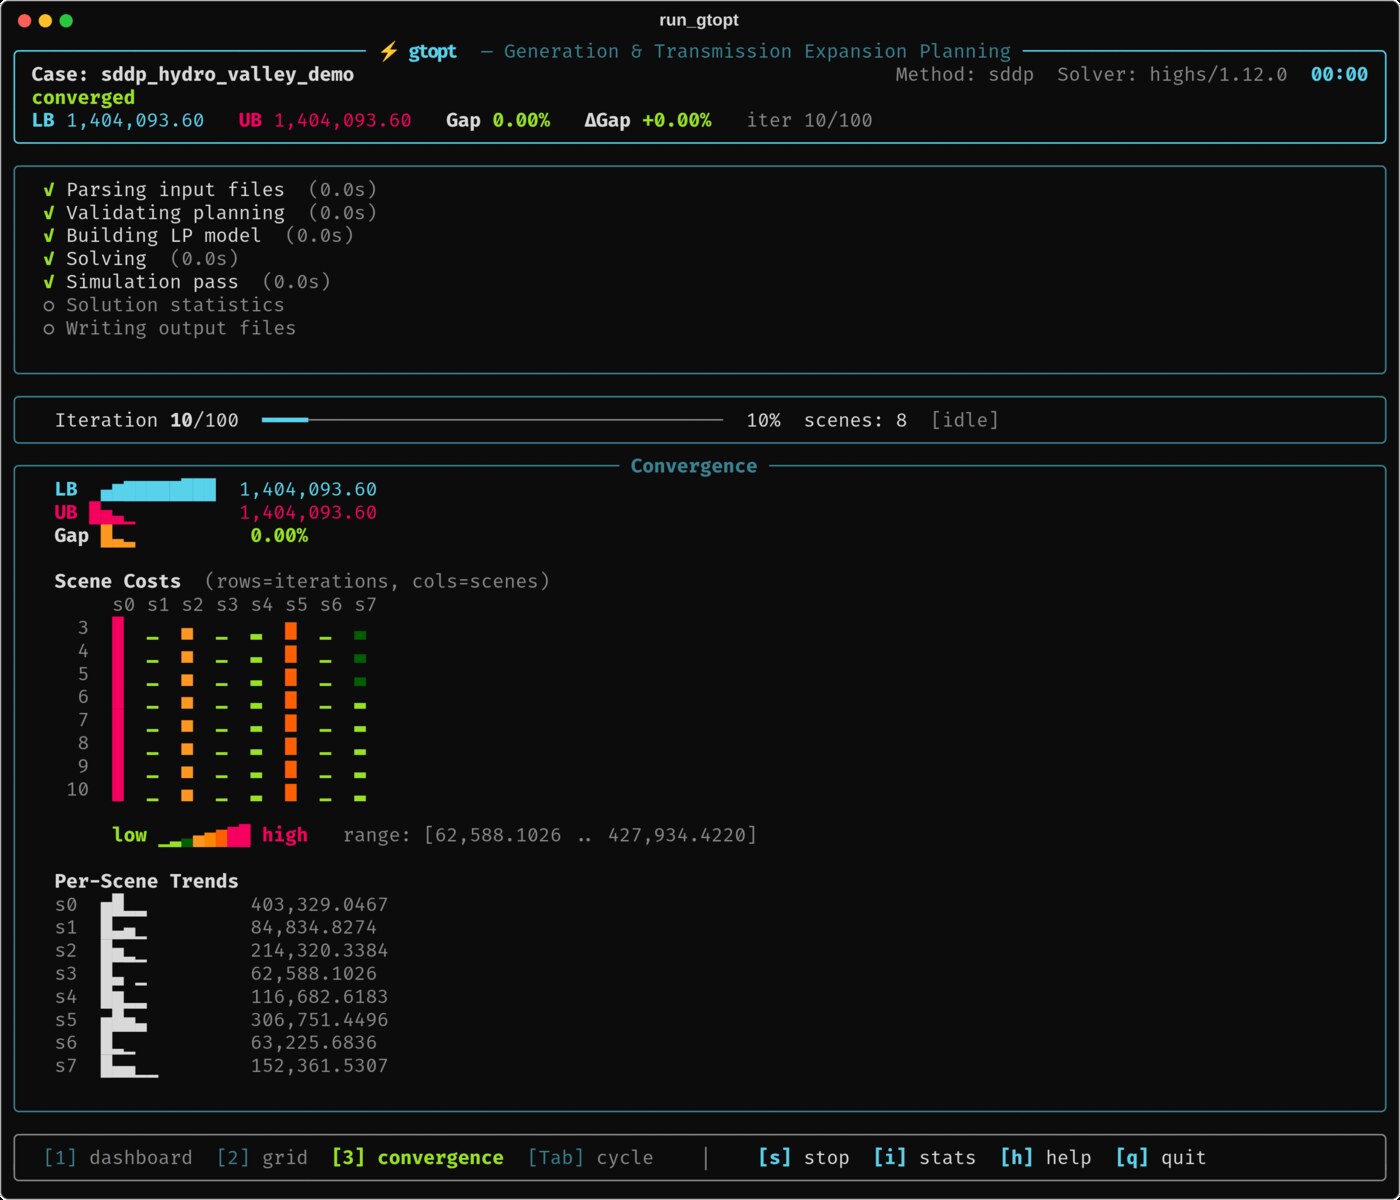 run_gtopt
⚡ gtopt — Generation & Transmission Expansion Planning
Case: sddp_hydro_valley_demo Method: sddp Solver: highs/1.12.0 00:00
converged
LB 1,404,093.60 UB 1,404,093.60 Gap 0.00% ΔGap +0.00% iter 10/100
✓ Parsing input files (0.0s)
✓ Validating planning (0.0s)
✓ Building LP model (0.0s)
✓ Solving (0.0s)
✓ Simulation pass (0.0s)
○ Solution statistics
○ Writing output files
Iteration 10/100 10% scenes: 8 [idle]
Convergence
LB 1,404,093.60
UB 1,404,093.60
Gap 0.00%
Scene Costs (rows=iterations, cols=scenes)
s0 s1 s2 s3 s4 s5 s6 s7
3
4
5
6
7
8
9
10
low high range: [62,588.1026 .. 427,934.4220]
Per-Scene Trends
s0 403,329.0467
s1 84,834.8274
s2 214,320.3384
s3 62,588.1026
s4 116,682.6183
s5 306,751.4496
s6 63,225.6836
s7 152,361.5307
[1] dashboard [2] grid [3] convergence [Tab] cycle │ [s] stop [i] stats [h] help [q] quit